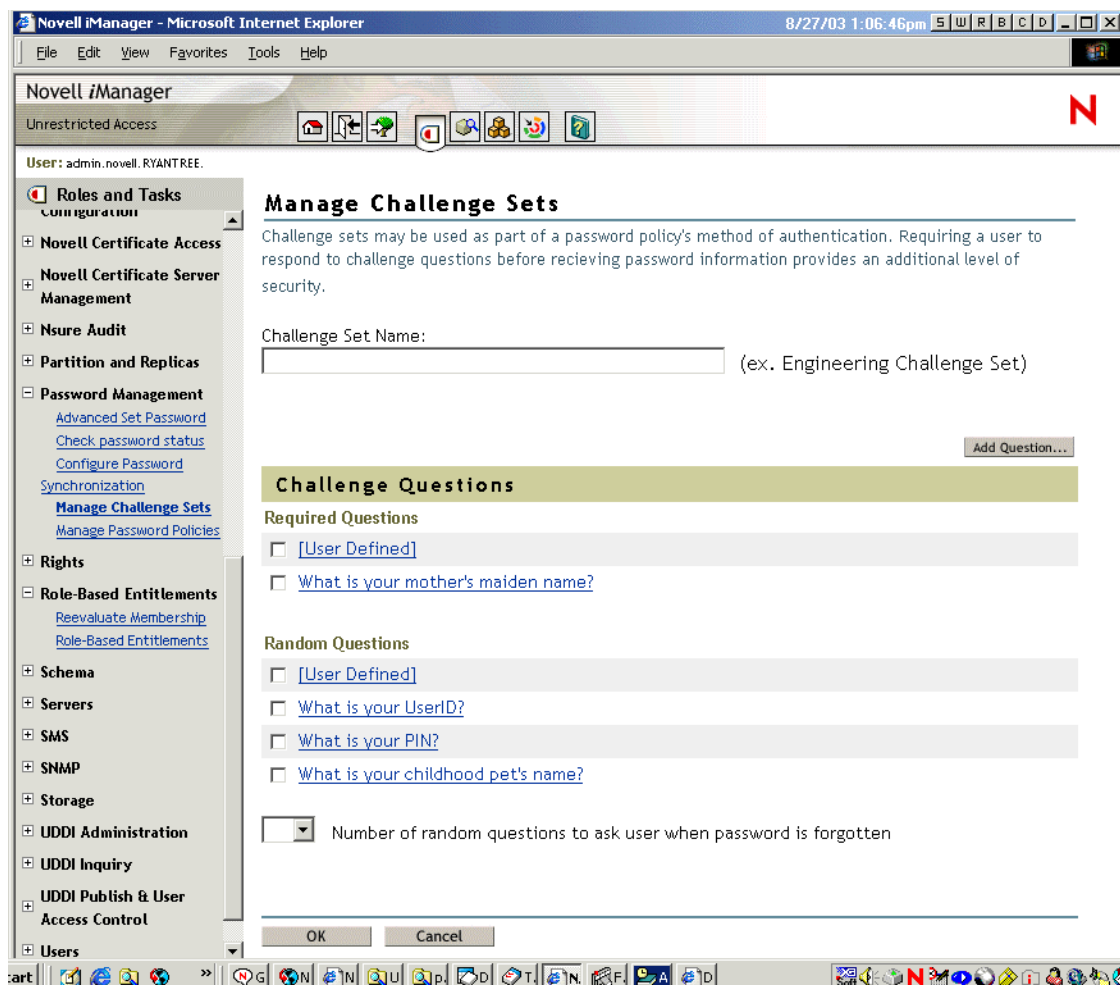 Novell iManager - Microsoft Internet Explorer 8/27/03 1:06:46pm S W R B C D
File Edit View Favorites Tools Help
Novell iManager
Unrestricted Access
N
User: admin.novell.RYANTREE.
Roles and Tasks
Configuration
Novell Certificate Access
Novell Certificate Server
Management
Nsure Audit
Partition and Replicas
Password Management
Advanced Set Password
Check password status
Configure Password
Synchronization
Manage Challenge Sets
Manage Password Policies
Rights
Role-Based Entitlements
Reevaluate Membership
Role-Based Entitlements
Schema
Servers
SMS
SNMP
Storage
UDDI Administration
UDDI Inquiry
UDDI Publish & User
Access Control
Users
Manage Challenge Sets
Challenge sets may be used as part of a password policy's method of authentication. Requiring a user to
respond to challenge questions before recieving password information provides an additional level of
security.
Challenge Set Name:
(ex. Engineering Challenge Set)
Add Question...
Challenge Questions
Required Questions
[User Defined]
What is your mother's maiden name?
Random Questions
[User Defined]
What is your UserID?
What is your PIN?
What is your childhood pet's name?
Number of random questions to ask user when password is forgotten
OK Cancel
tart » G N N U p. D T. N. F. A D N